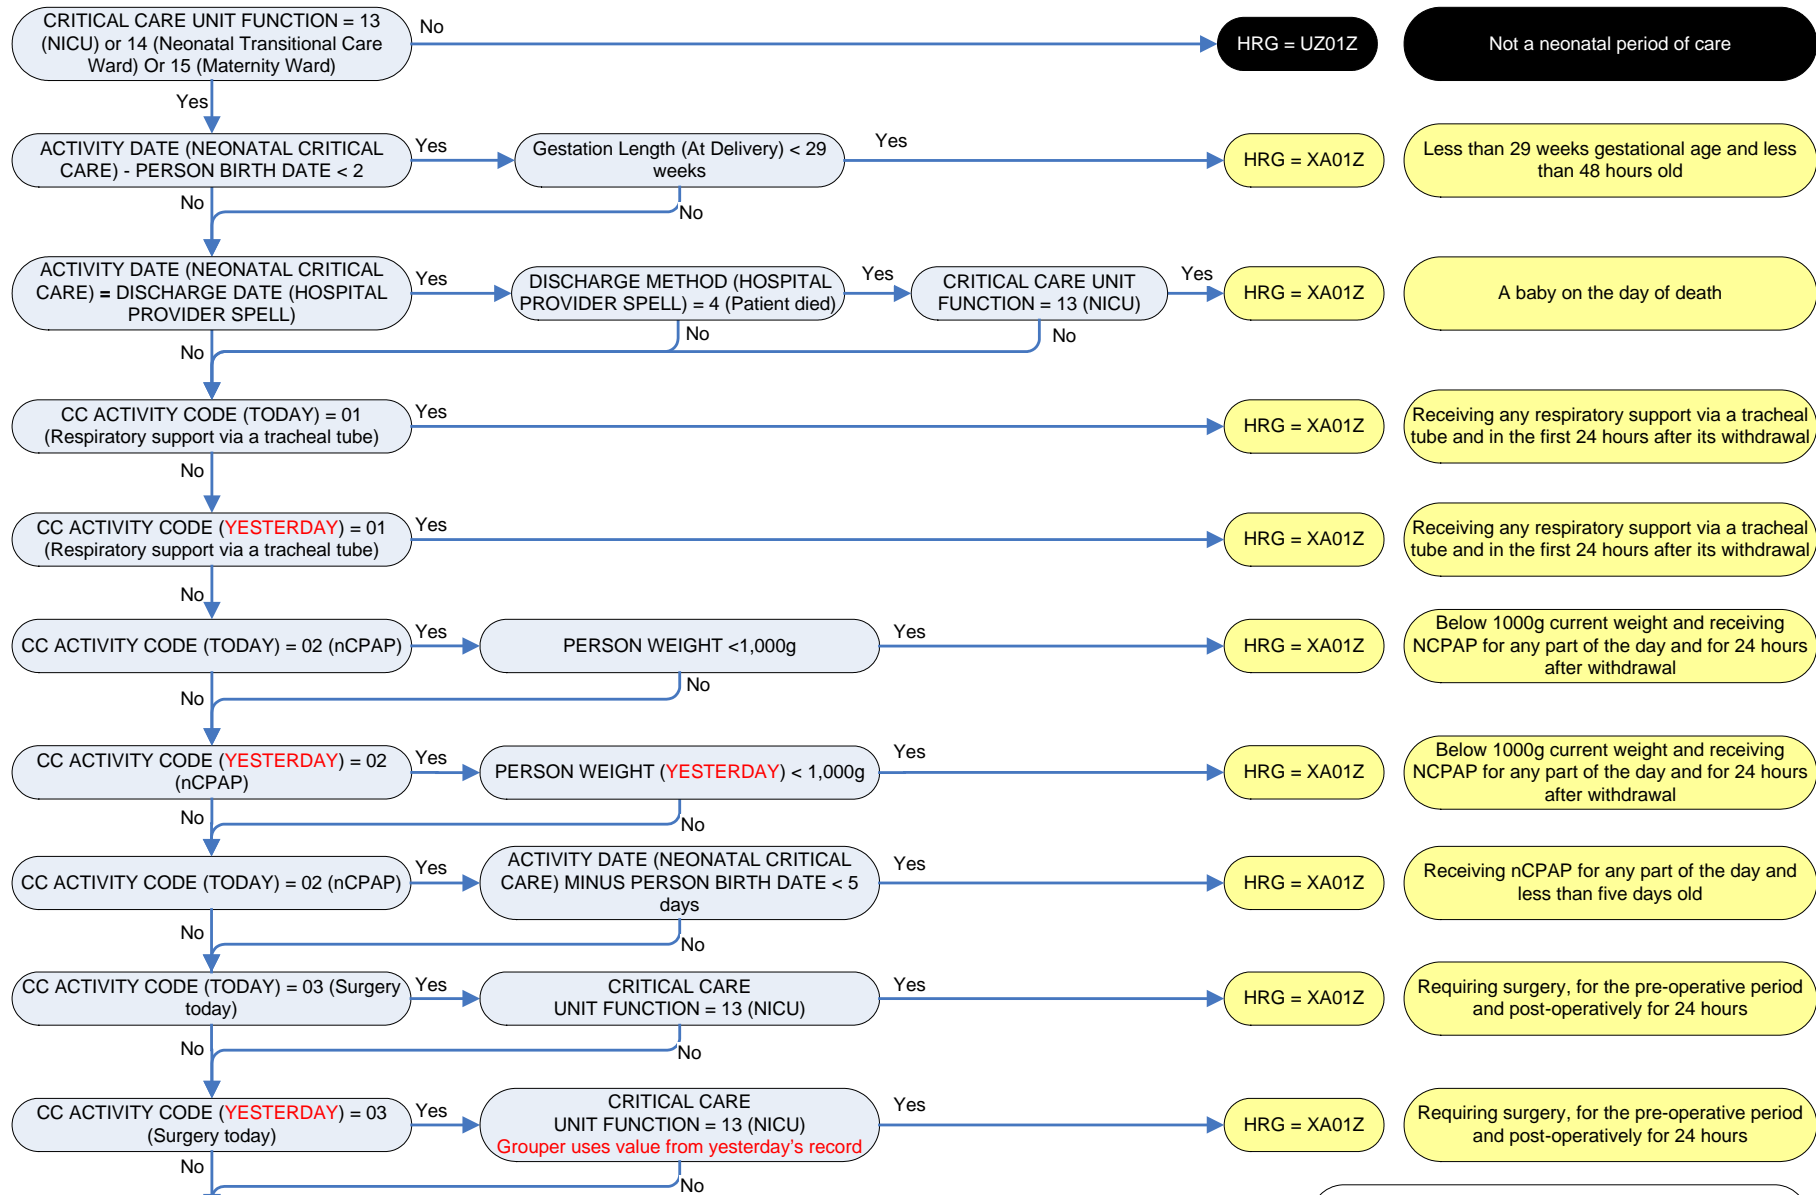 CRITICAL CARE UNIT FUNCTION = 13
(NICU) or 14 (Neonatal Transitional Care
Ward) Or 15 (Maternity Ward)
No
HRG = UZ01Z
Not a neonatal period of care
Yes
ACTIVITY DATE (NEONATAL CRITICAL
CARE) - PERSON BIRTH DATE < 2
Yes
Gestation Length (At Delivery) < 29
weeks
Yes
HRG = XA01Z
Less than 29 weeks gestational age and less
than 48 hours old
No
No
ACTIVITY DATE (NEONATAL CRITICAL
CARE) = DISCHARGE DATE (HOSPITAL
PROVIDER SPELL)
Yes
DISCHARGE METHOD (HOSPITAL
PROVIDER SPELL) = 4 (Patient died)
Yes
CRITICAL CARE UNIT
FUNCTION = 13 (NICU)
Yes
HRG = XA01Z
A baby on the day of death
No
No
No
CC ACTIVITY CODE (TODAY) = 01
(Respiratory support via a tracheal tube)
Yes
HRG = XA01Z
Receiving any respiratory support via a tracheal
tube and in the first 24 hours after its withdrawal
No
CC ACTIVITY CODE (YESTERDAY) = 01
(Respiratory support via a tracheal tube)
Yes
HRG = XA01Z
Receiving any respiratory support via a tracheal
tube and in the first 24 hours after its withdrawal
No
CC ACTIVITY CODE (TODAY) = 02 (nCPAP)
Yes
PERSON WEIGHT <1,000g
Yes
HRG = XA01Z
Below 1000g current weight and receiving
NCPAP for any part of the day and for 24 hours
after withdrawal
No
No
CC ACTIVITY CODE (YESTERDAY) = 02
(nCPAP)
Yes
PERSON WEIGHT (YESTERDAY) < 1,000g
Yes
HRG = XA01Z
Below 1000g current weight and receiving
NCPAP for any part of the day and for 24 hours
after withdrawal
No
No
CC ACTIVITY CODE (TODAY) = 02 (nCPAP)
Yes
ACTIVITY DATE (NEONATAL CRITICAL
CARE) MINUS PERSON BIRTH DATE < 5
days
Yes
HRG = XA01Z
Receiving nCPAP for any part of the day and
less than five days old
No
No
CC ACTIVITY CODE (TODAY) = 03 (Surgery
today)
Yes
CRITICAL CARE
UNIT FUNCTION = 13 (NICU)
Yes
HRG = XA01Z
Requiring surgery, for the pre-operative period
and post-operatively for 24 hours
No
No
CC ACTIVITY CODE (YESTERDAY) = 03
(Surgery today)
Yes
CRITICAL CARE
UNIT FUNCTION = 13 (NICU)
Grouper uses value from yesterday's record
Yes
HRG = XA01Z
Requiring surgery, for the pre-operative period
and post-operatively for 24 hours
No
No